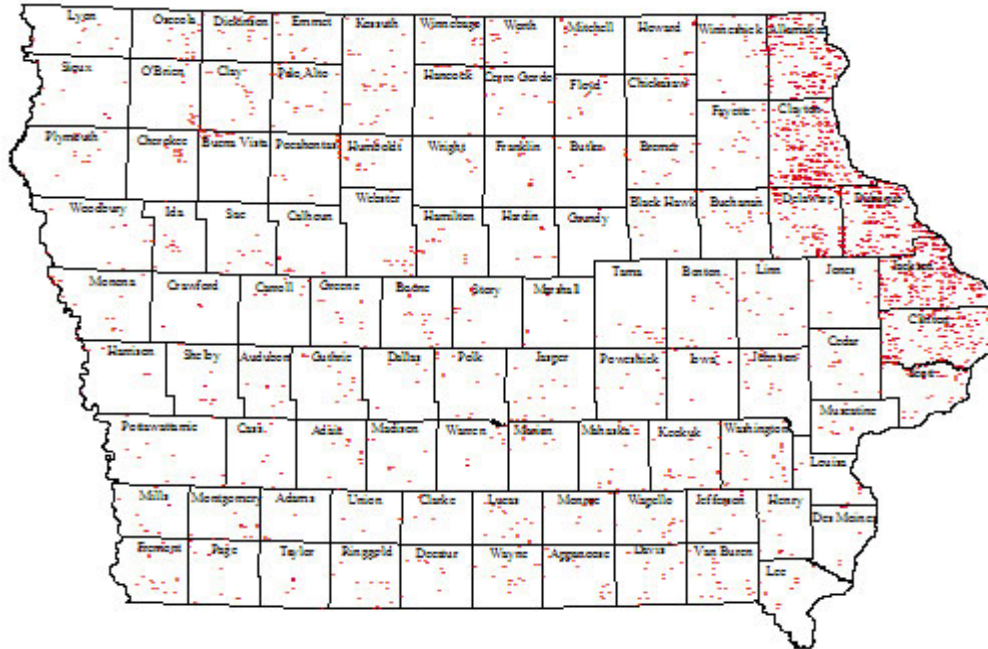 Lyon Osceola Dickinson Emmet Kossuth Winnebago Worth Mitchell Howard Winneshiek Allamakee
Sioux O'Brien Clay Palo Alto Hancock Cerro Gordo Floyd Chickasaw
Fayette Clayton
Plymouth Cherokee Buena Vista Pocahontas Humboldt Wright Franklin Butler Bremer
Woodbury Ida Sac Calhoun Webster Hamilton Hardin Grundy Black Hawk Buchanan Delaware Dubuque
Monona Crawford Carroll Greene Boone Story Marshall Tama Benton Linn Jones Jackson
Clinton
Harrison Shelby Audubon Guthrie Dallas Polk Jasper Poweshiek Iowa Johnson Cedar
Scott
Muscatine
Pottawattamie Cass Adair Madison Warren Marion Mahaska Keokuk Washington
Louisa
Mills Montgomery Adams Union Clarke Lucas Monroe Wapello Jefferson Henry Des Moines
Fremont Page Taylor Ringgold Decatur Wayne Appanoose Davis Van Buren
Lee